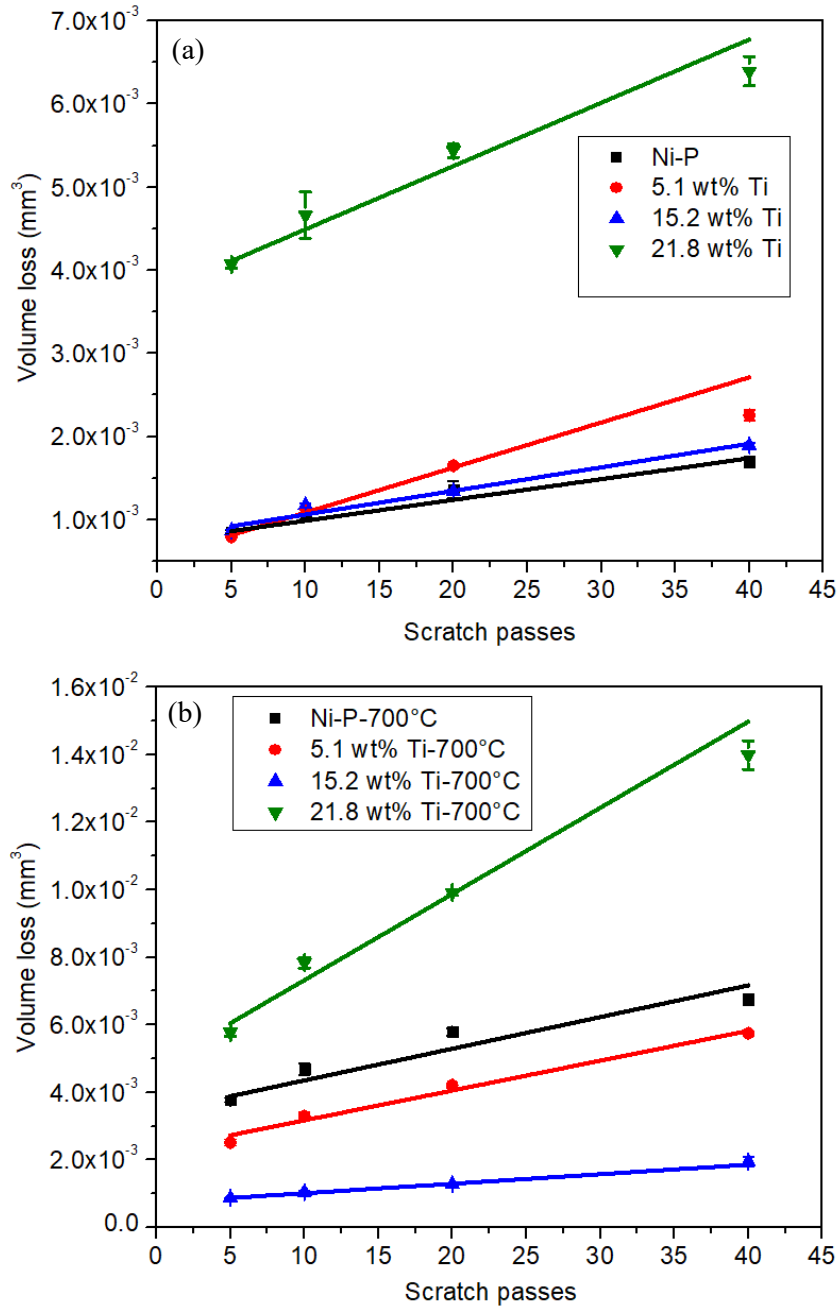 (a)
7.0x10⁻³
6.0x10⁻³
5.0x10⁻³
4.0x10⁻³
3.0x10⁻³
2.0x10⁻³
1.0x10⁻³
Volume loss (mm³)
Ni-P
5.1 wt% Ti
15.2 wt% Ti
21.8 wt% Ti
0 5 10 15 20 25 30 35 40 45
Scratch passes
(b)
1.6x10⁻²
1.4x10⁻²
1.2x10⁻²
1.0x10⁻²
8.0x10⁻³
6.0x10⁻³
4.0x10⁻³
2.0x10⁻³
0.0
Volume loss (mm³)
Ni-P-700°C
5.1 wt% Ti-700°C
15.2 wt% Ti-700°C
21.8 wt% Ti-700°C
0 5 10 15 20 25 30 35 40 45
Scratch passes